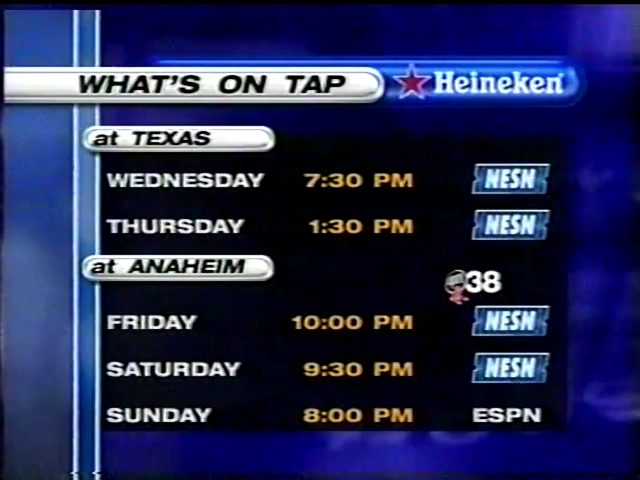 WHAT'S ON TAP Heineken
at TEXAS
WEDNESDAY 7:30 PM NESN
THURSDAY 1:30 PM NESN
at ANAHEIM
38
FRIDAY 10:00 PM NESN
SATURDAY 9:30 PM NESN
SUNDAY 8:00 PM ESPN